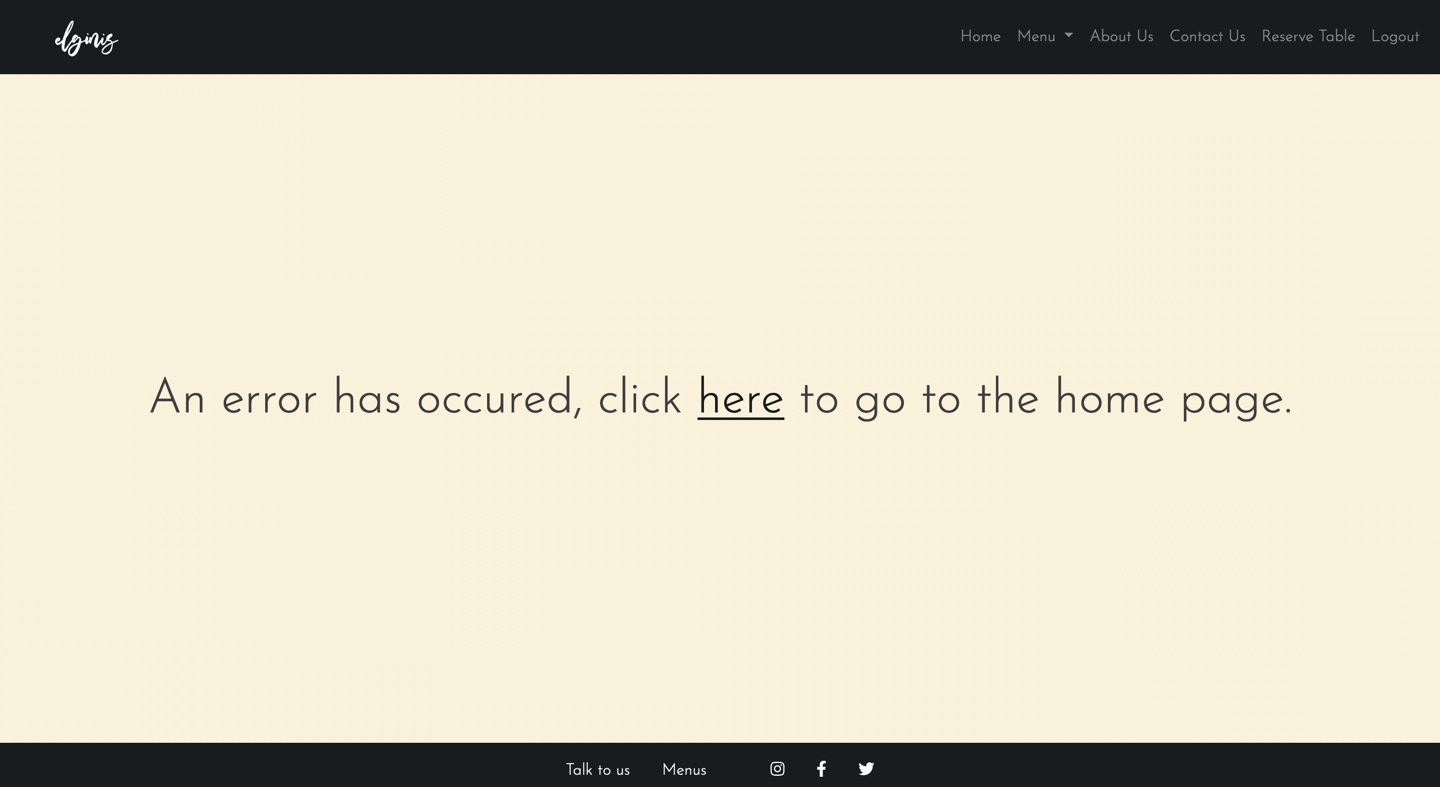 elginis
Home Menu About Us Contact Us Reserve Table Logout
An error has occured, click here to go to the home page.
Talk to us Menus